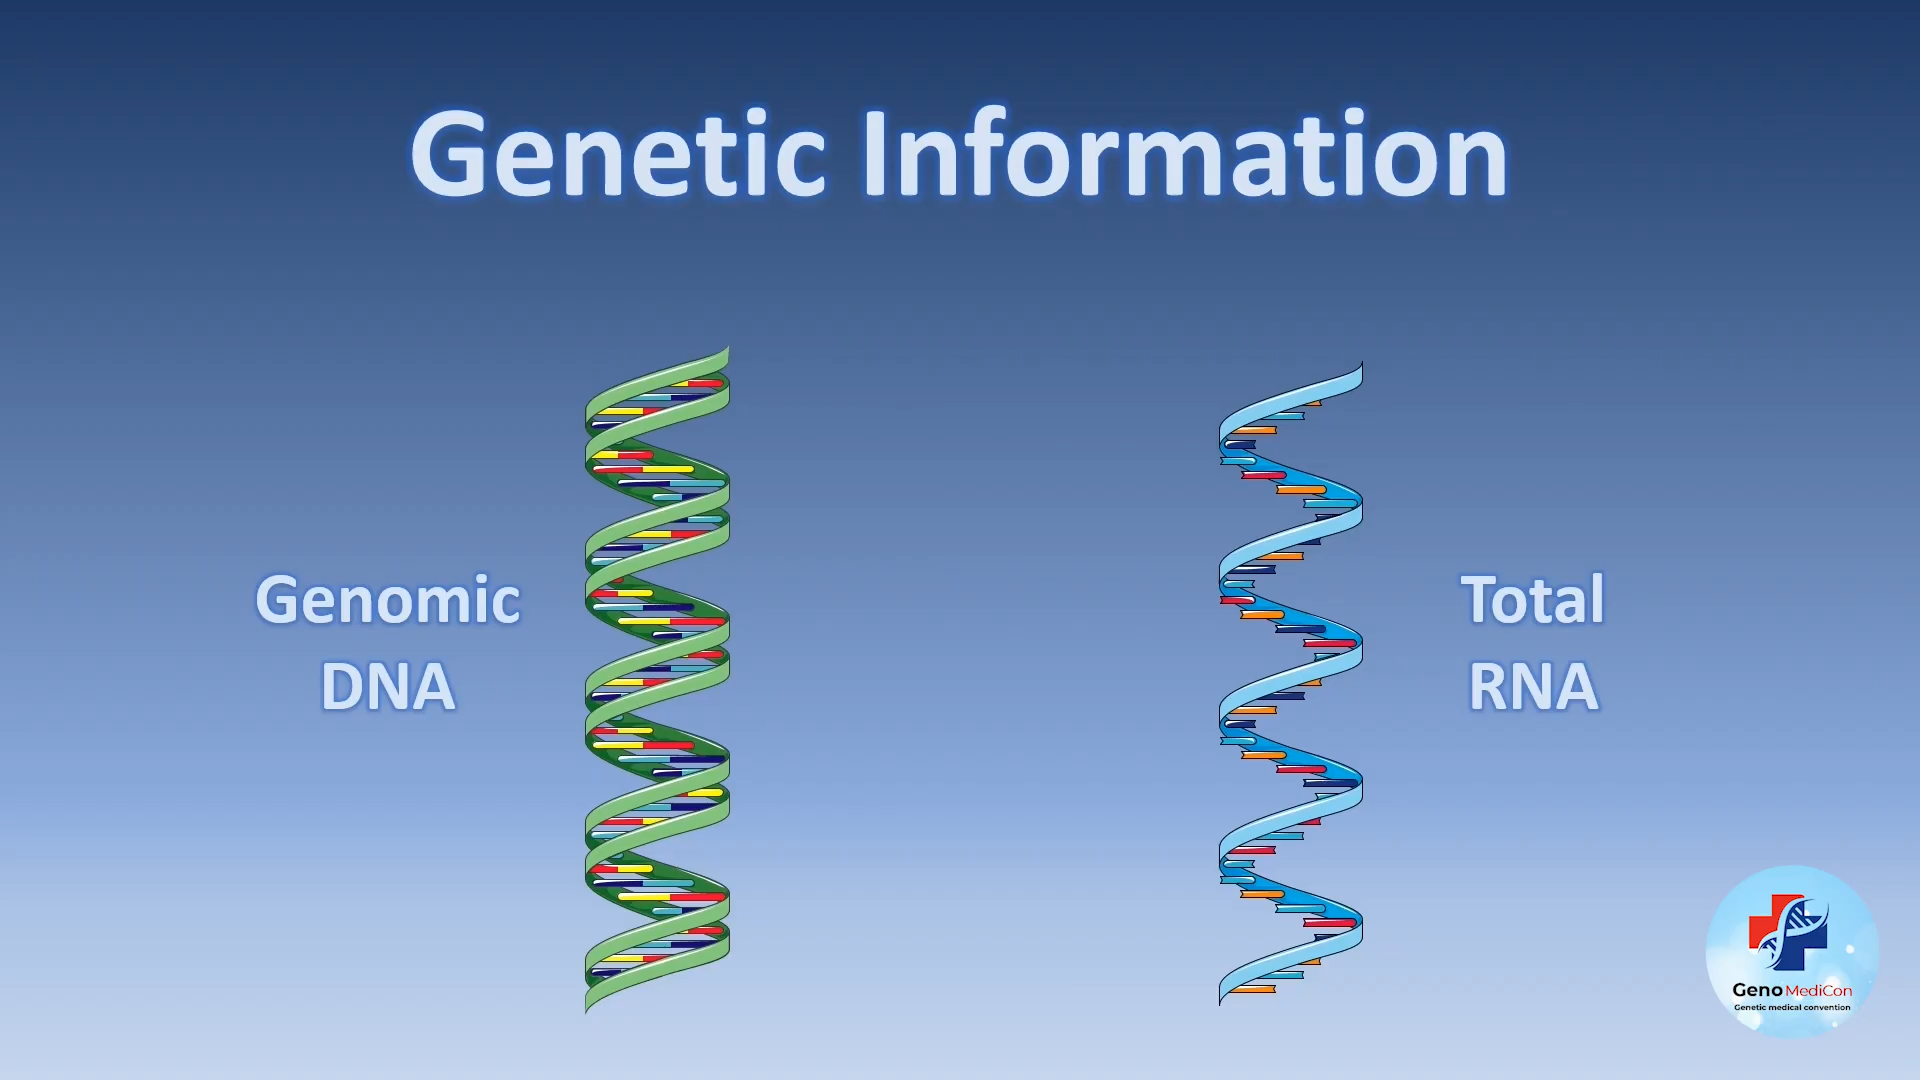 Genetic Information
Genomic
DNA
Total
RNA
Geno MediCon
Genetic medical convention